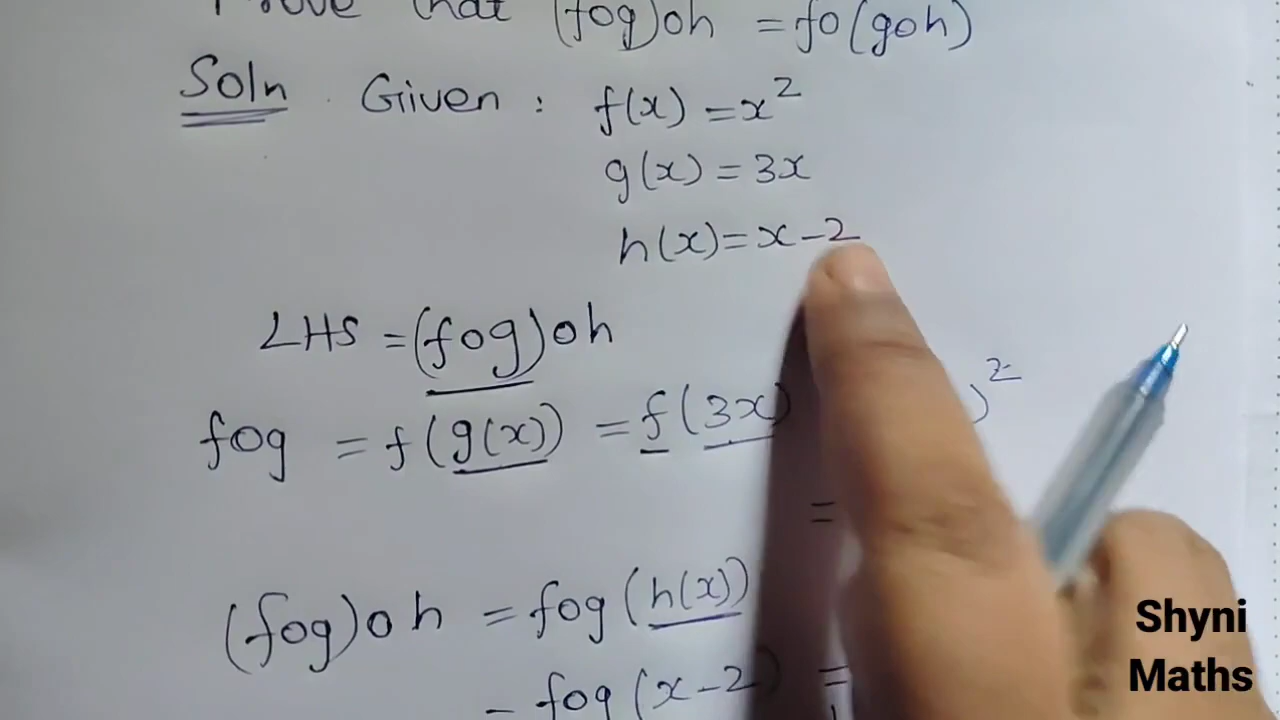 Prove that (fog)oh = fo(goh)
Soln Given : f(x) = x²
g(x) = 3x
h(x) = x-2
LHS = (fog)oh
fog = f(g(x)) = f(3x) )²
=
(fog)oh = fog(h(x))
= fog(x-2) =
Shyni
Maths